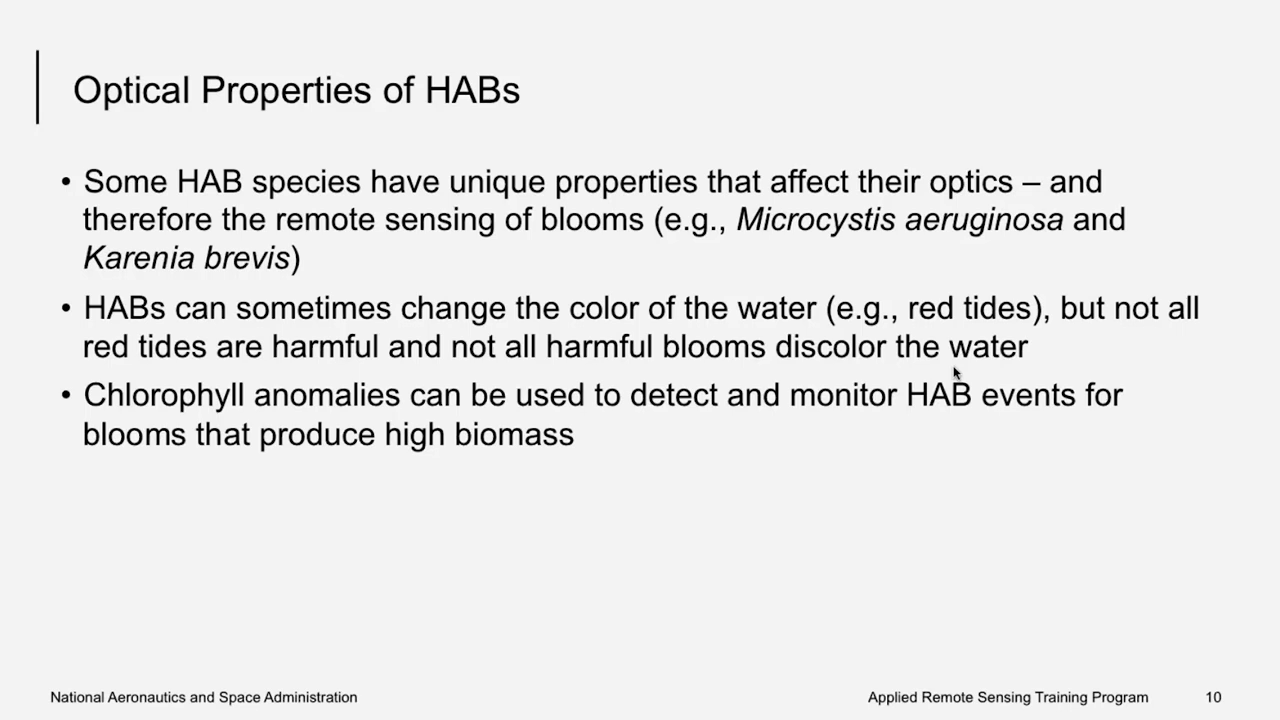 Optical Properties of HABs
• Some HAB species have unique properties that affect their optics – and
therefore the remote sensing of blooms (e.g., Microcystis aeruginosa and
Karenia brevis)
• HABs can sometimes change the color of the water (e.g., red tides), but not all
red tides are harmful and not all harmful blooms discolor the water
• Chlorophyll anomalies can be used to detect and monitor HAB events for
blooms that produce high biomass
National Aeronautics and Space Administration
Applied Remote Sensing Training Program
10